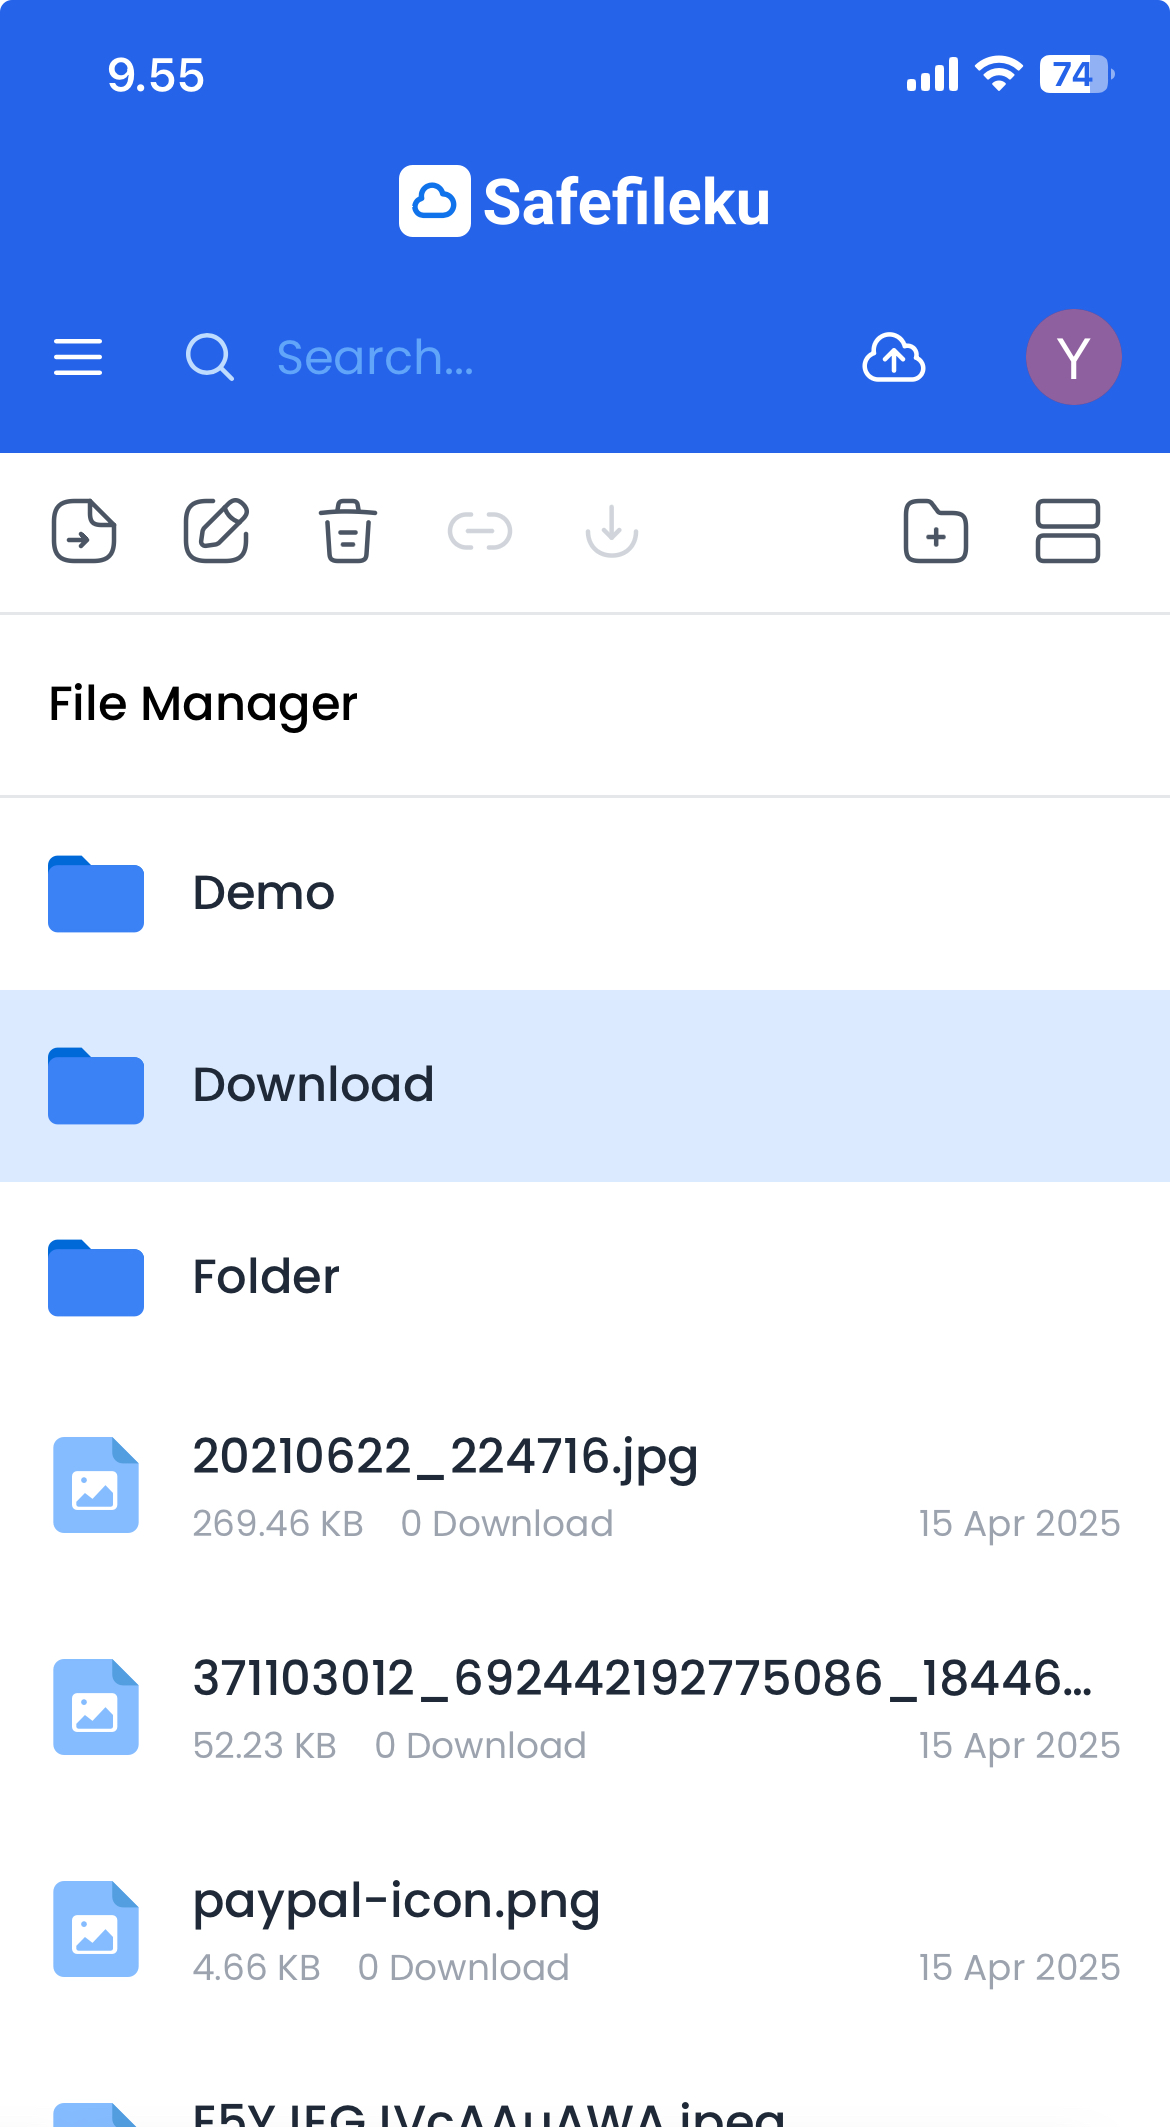 9.55
74
Safefileku
Search...
Y
File Manager
Demo
Download
Folder
20210622_224716.jpg
269.46 KB 0 Download 15 Apr 2025
371103012_692442192775086_18446...
52.23 KB 0 Download 15 Apr 2025
paypal-icon.png
4.66 KB 0 Download 15 Apr 2025